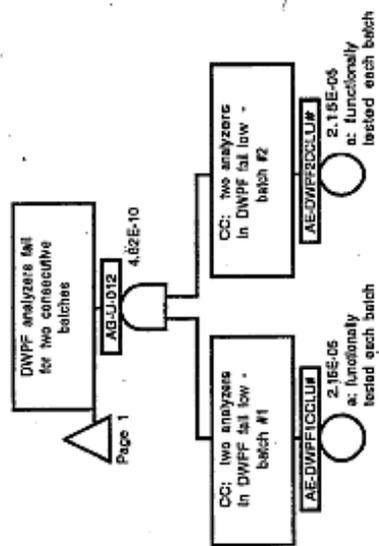 DWPF analyzers fail
for two consecutive
batches
AG-U-012
4.62E-10
Page 1
CC: two analyzers
in DWPF fail low -
batch #1
AE-DWPF1CCLU#
2.15E-05
a: functionally
tested each batch
CC: two analyzers
in DWPF fail low -
batch #2
AE-DWPF2CCLU#
2.15E-05
a: functionally
tested each batch